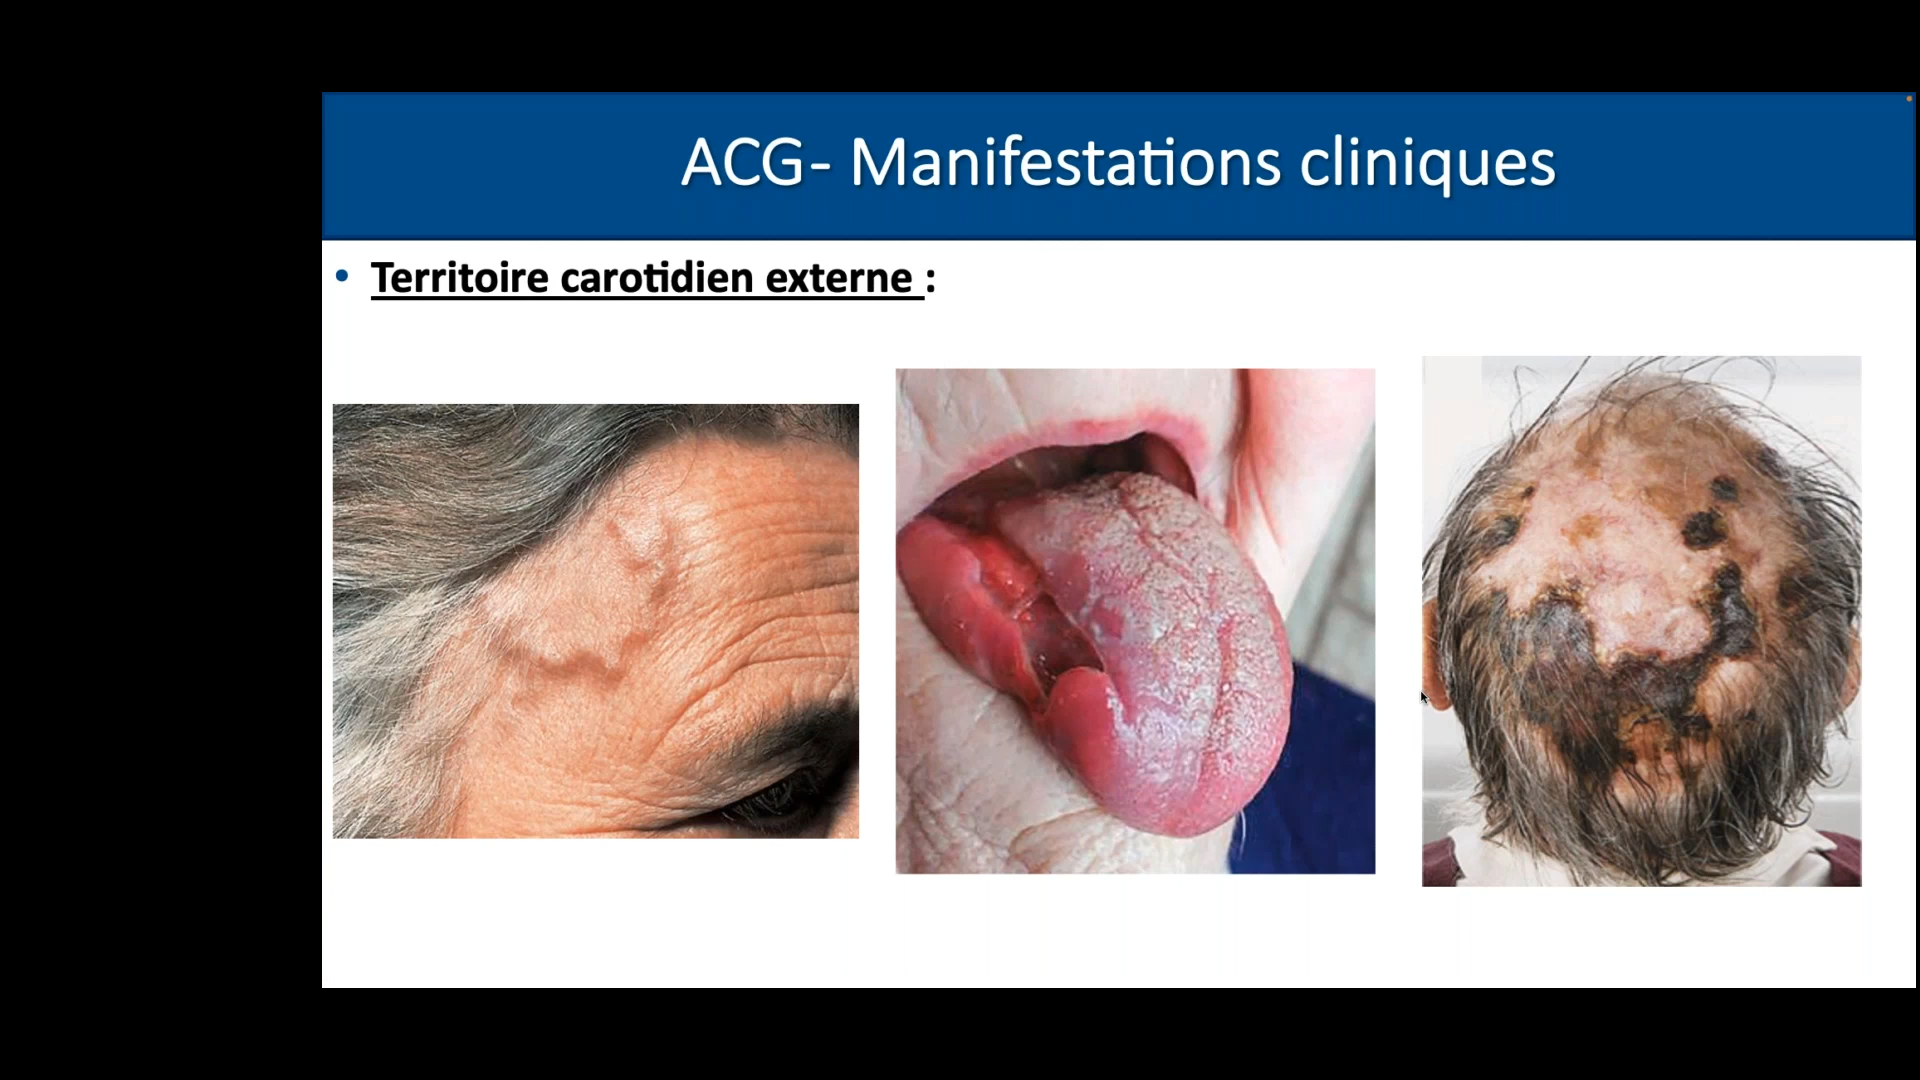 ACG- Manifestations cliniques
• Territoire carotidien externe :